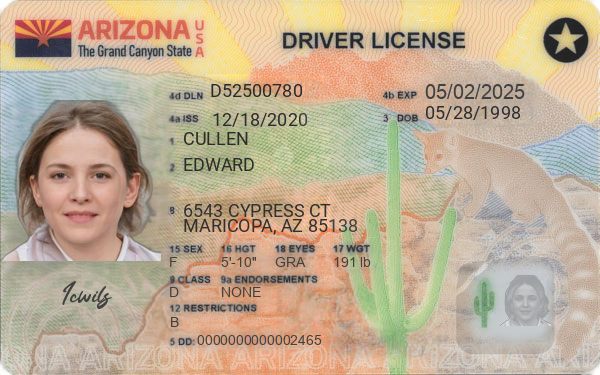 ARIZONA USA
The Grand Canyon State
DRIVER LICENSE
4d DLN D52500780
4b EXP 05/02/2025
4a ISS 12/18/2020
3 DOB 05/28/1998
1 CULLEN
2 EDWARD
8 6543 CYPRESS CT
MARICOPA, AZ 85138
15 SEX 16 HGT 18 EYES 17 WGT
F 5'-10" GRA 191 lb
9 CLASS 9a ENDORSEMENTS
D NONE
12 RESTRICTIONS
B
5 DD: 0000000000002465
ARIZONA ARIZONA ARIZONA ARIZONA